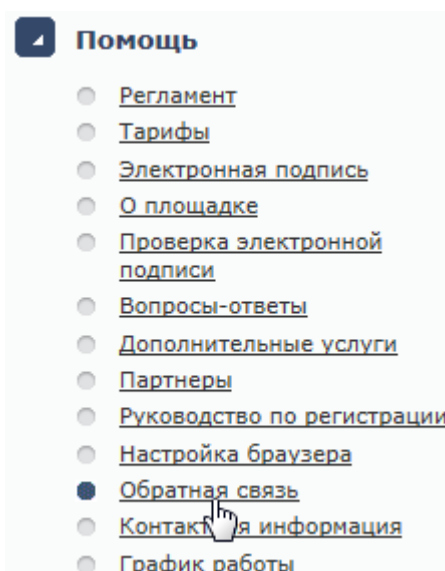 Помощь
Регламент
Тарифы
Электронная подпись
О площадке
Проверка электронной
подписи
Вопросы-ответы
Дополнительные услуги
Партнеры
Руководство по регистрации
Настройка браузера
Обратная связь
Контактная информация
График работы